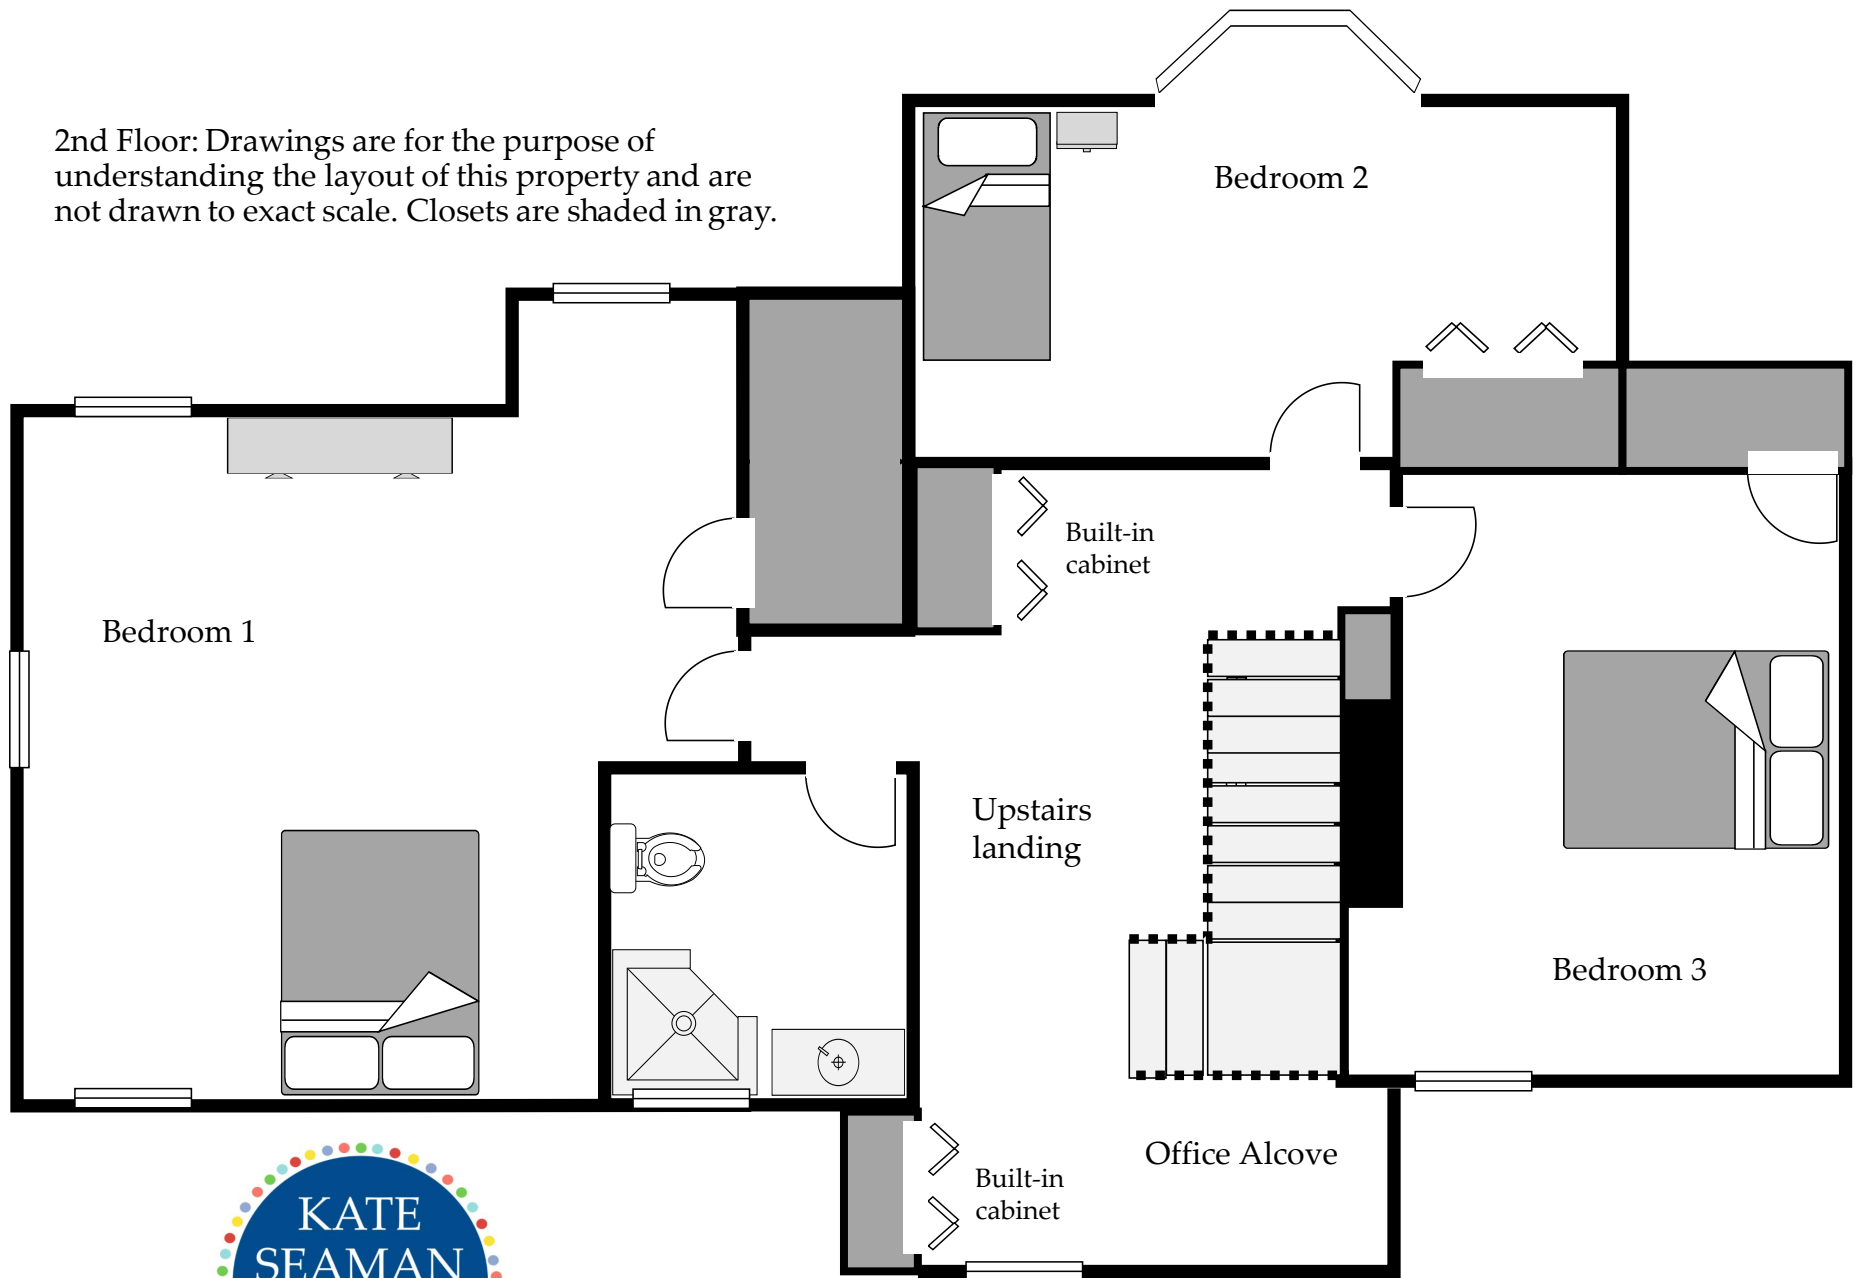 2nd Floor: Drawings are for the purpose of
understanding the layout of this property and are
not drawn to exact scale. Closets are shaded in gray.
Bedroom 2
Built-in
cabinet
Bedroom 1
Upstairs
landing
Bedroom 3
Office Alcove
Built-in
cabinet
KATE
SEAMAN